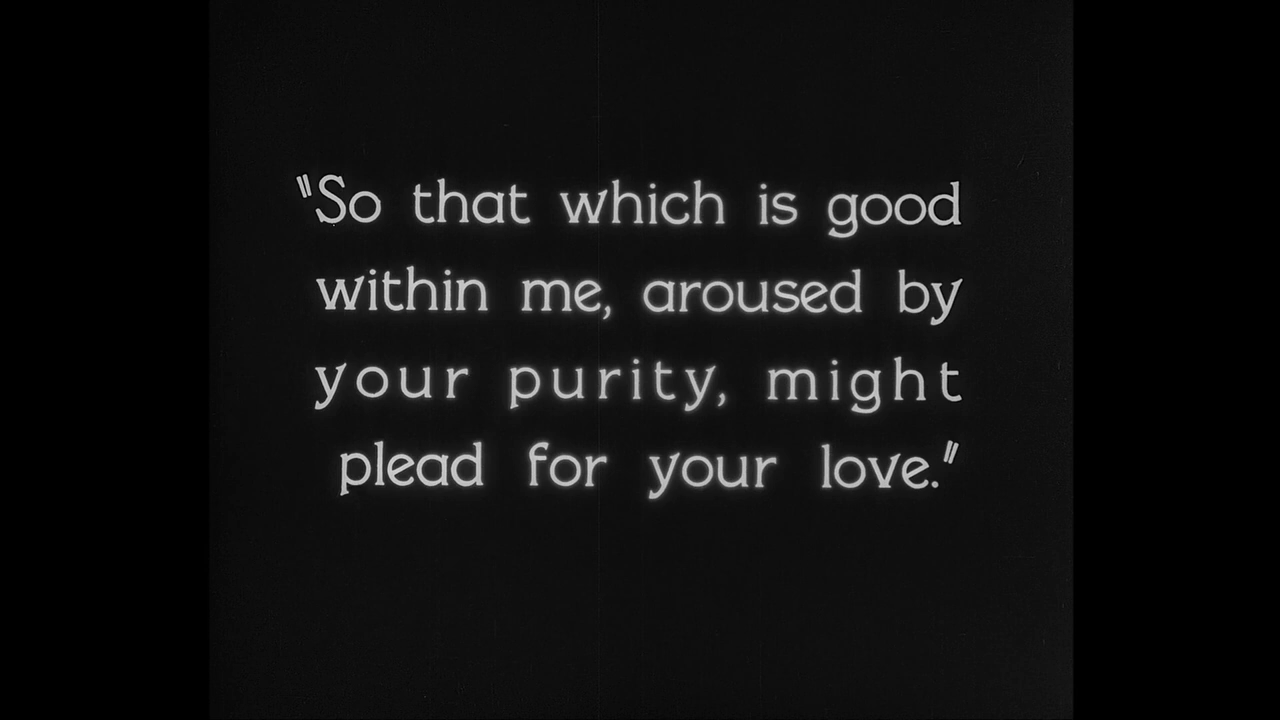 "So that which is good
within me, aroused by
your purity, might
plead for your love."